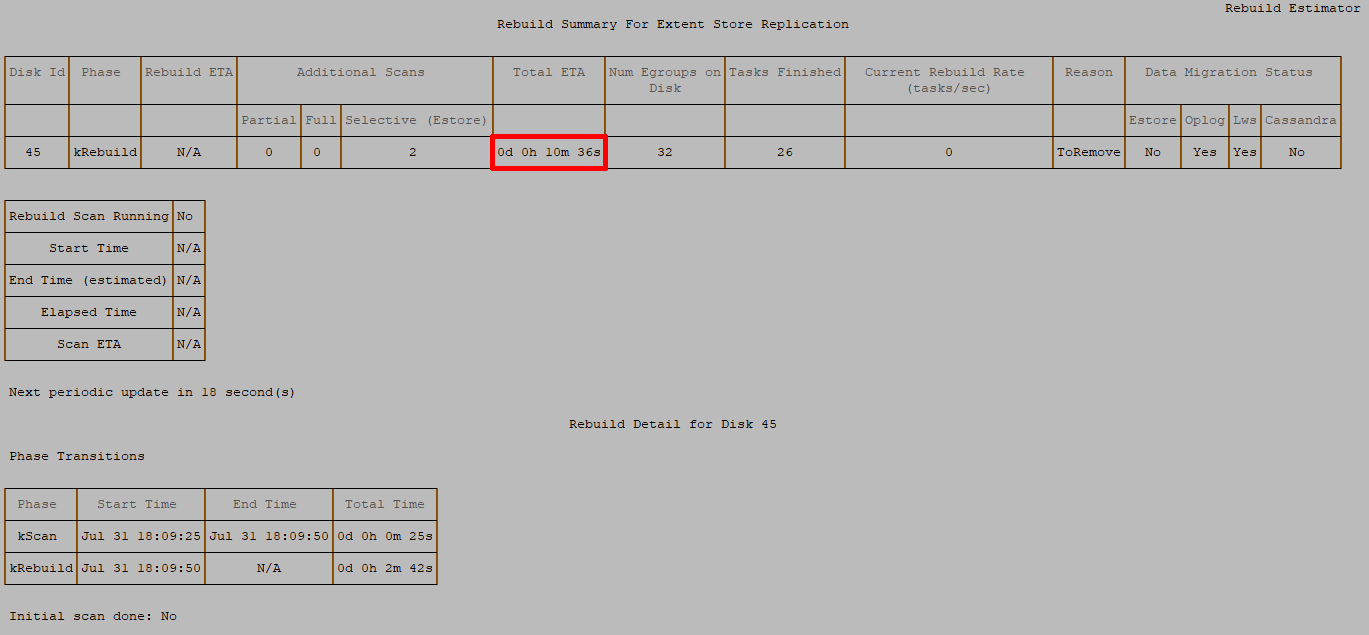 Rebuild Estimator
Rebuild Summary For Extent Store Replication
Disk Id Phase Rebuild ETA Additional Scans Total ETA Num Egroups on Disk Tasks Finished Current Rebuild Rate (tasks/sec) Reason Data Migration Status
Partial Full Selective (Estore) Estore Oplog Lws Cassandra
45 kRebuild N/A 0 0 2 0d 0h 10m 36s 32 26 0 ToRemove No Yes Yes No
Rebuild Scan Running No
Start Time N/A
End Time (estimated) N/A
Elapsed Time N/A
Scan ETA N/A
Next periodic update in 18 second(s)
Rebuild Detail for Disk 45
Phase Transitions
Phase Start Time End Time Total Time
kScan Jul 31 18:09:25 Jul 31 18:09:50 0d 0h 0m 25s
kRebuild Jul 31 18:09:50 N/A 0d 0h 2m 42s
Initial scan done: No